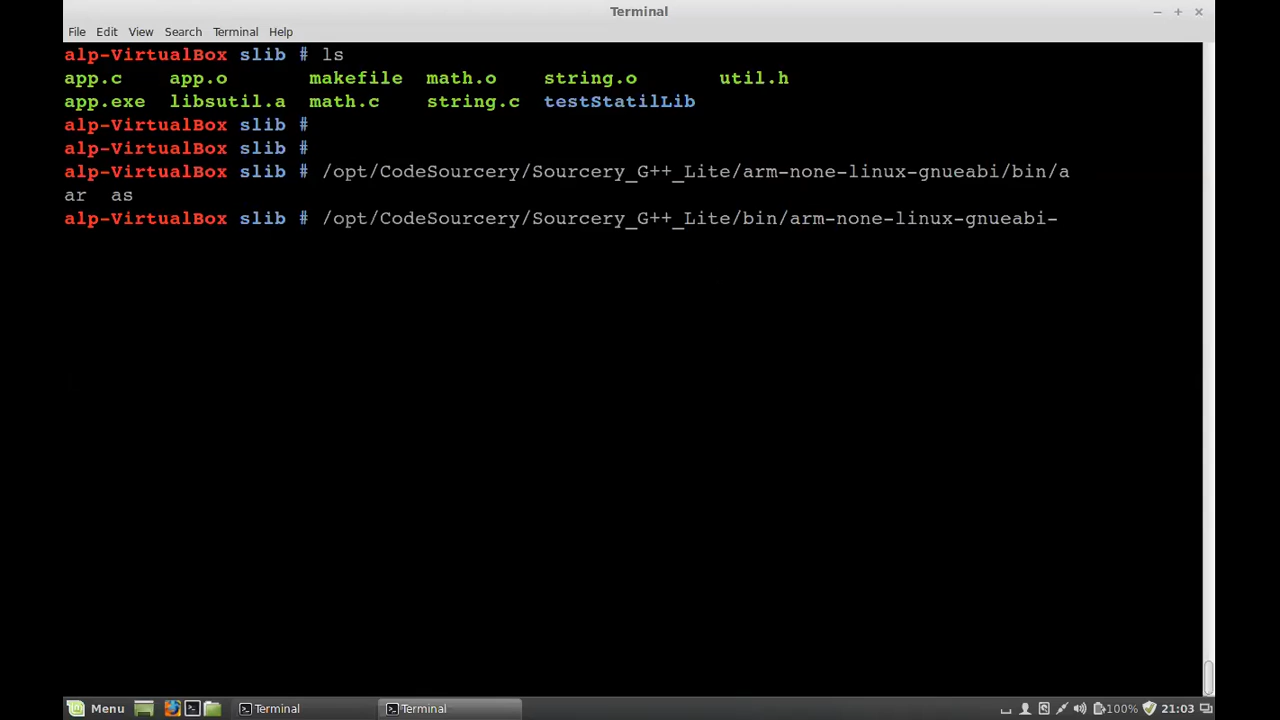 Terminal
File Edit View Search Terminal Help
alp-VirtualBox slib # ls
app.c app.o makefile math.o string.o util.h
app.exe libsutil.a math.c string.c testStatilLib
alp-VirtualBox slib #
alp-VirtualBox slib #
alp-VirtualBox slib # /opt/CodeSourcery/Sourcery_G++_Lite/arm-none-linux-gnueabi/bin/a
ar as
alp-VirtualBox slib # /opt/CodeSourcery/Sourcery_G++_Lite/bin/arm-none-linux-gnueabi-
Menu Terminal Terminal 100% 21:03